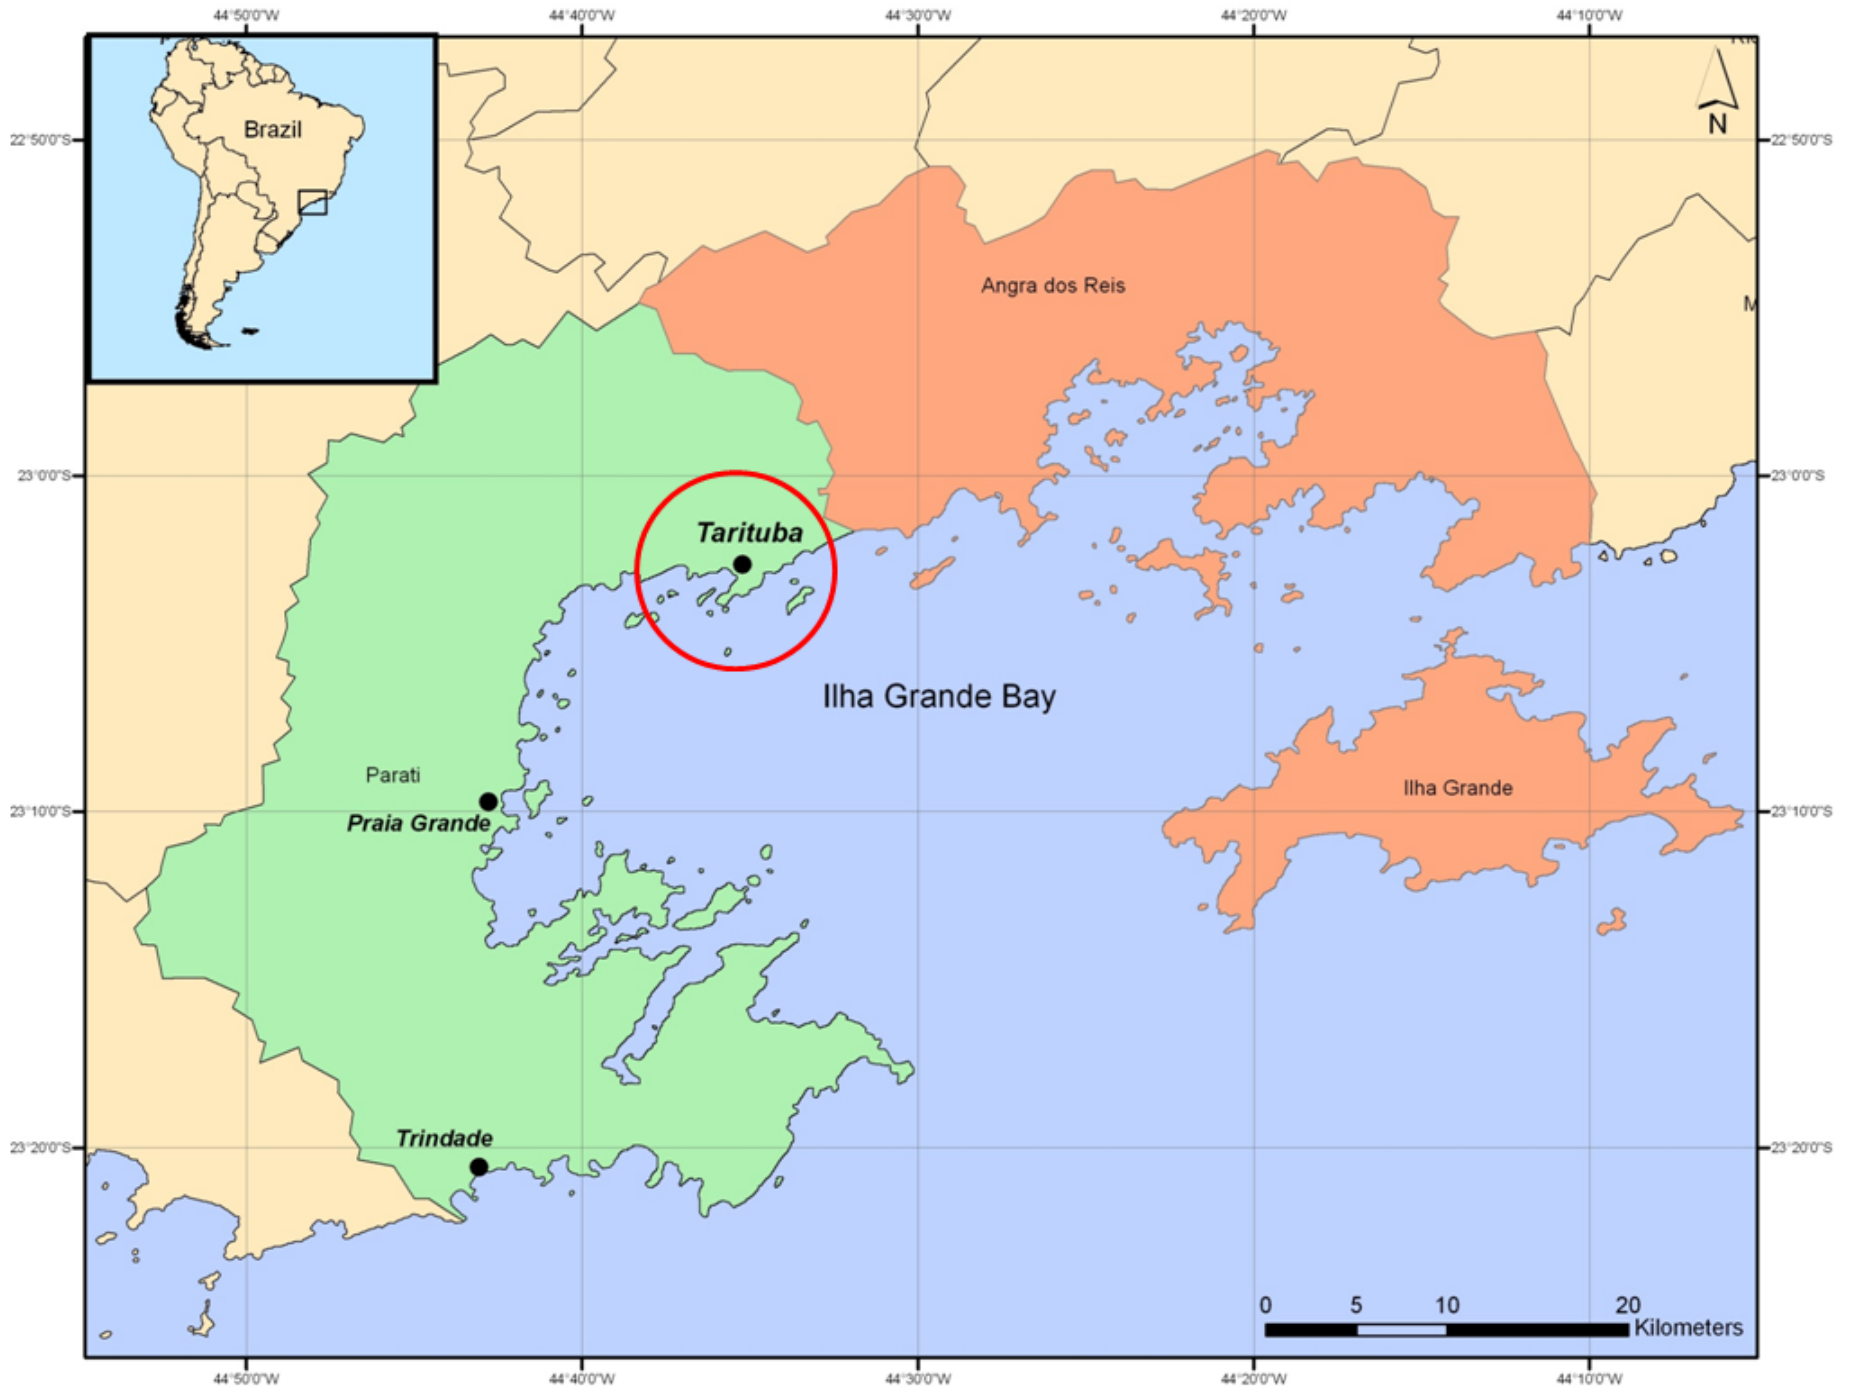 44°50'0"W 44°40'0"W 44°30'0"W 44°20'0"W 44°10'0"W
Brazil
N
22°50'0"S 22°50'0"S
Angra dos Reis
M
23°0'0"S 23°0'0"S
Tarituba
Ilha Grande Bay
Parati
Ilha Grande
23°10'0"S 23°10'0"S
Praia Grande
Trindade
23°20'0"S 23°20'0"S
0 5 10 20
Kilometers
44°50'0"W 44°40'0"W 44°30'0"W 44°20'0"W 44°10'0"W